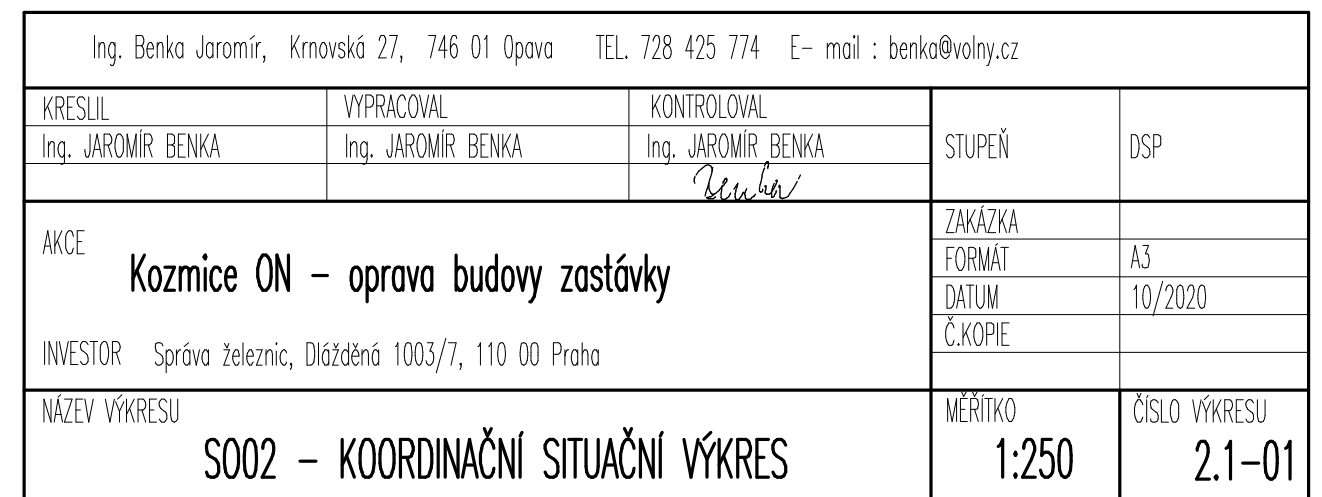 Ing. Benka Jaromír, Krnovská 27, 746 01 Opava TEL. 728 425 774 E- mail : benka@volny.cz
KRESLIL VYPRACOVAL KONTROLOVAL
Ing. JAROMÍR BENKA Ing. JAROMÍR BENKA Ing. JAROMÍR BENKA
Benka
STUPEŇ DSP
AKCE
Kozmice ON – oprava budovy zastávky
INVESTOR Správa železnic, Dlážděná 1003/7, 110 00 Praha
ZAKÁZKA
FORMÁT A3
DATUM 10/2020
Č.KOPIE
NÁZEV VÝKRESU
SO02 – KOORDINAČNÍ SITUAČNÍ VÝKRES
MĚŘÍTKO
1:250
ČÍSLO VÝKRESU
2.1–01